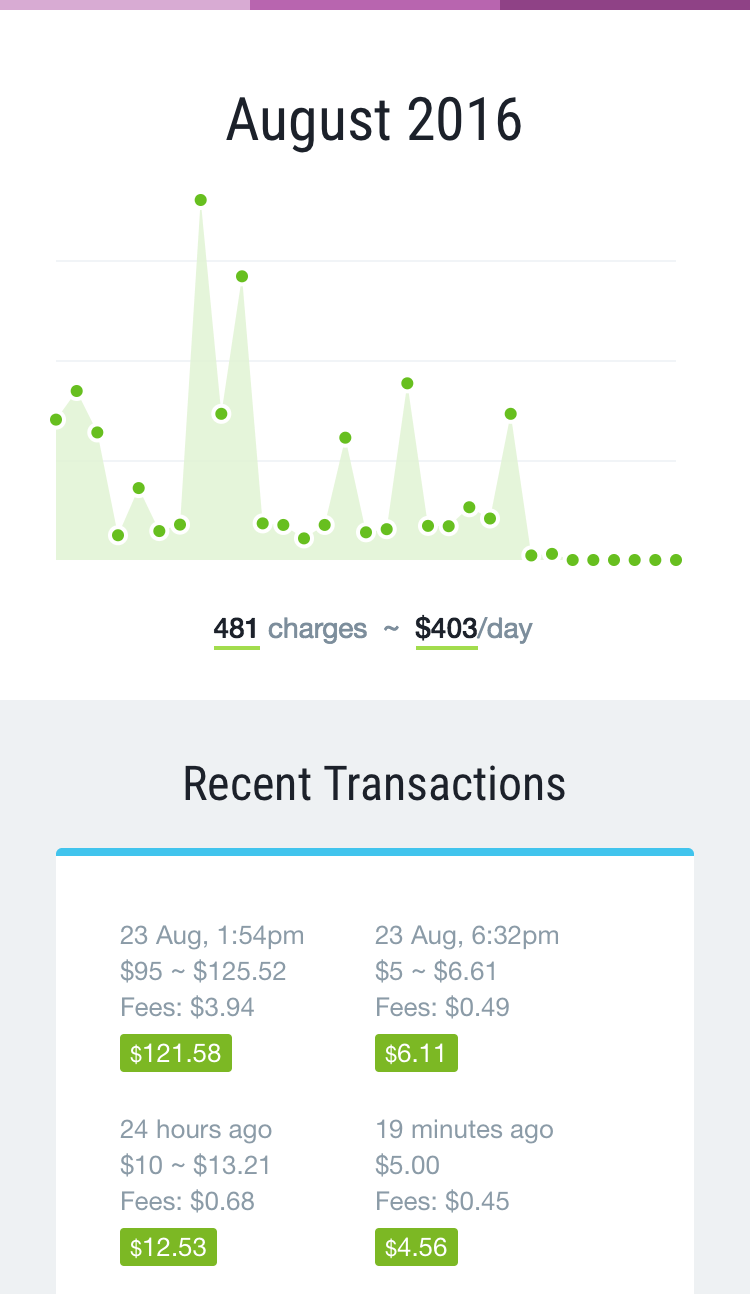 August 2016
481 charges ~ $403/day
Recent Transactions
23 Aug, 1:54pm
$95 ~ $125.52
Fees: $3.94
$121.58
23 Aug, 6:32pm
$5 ~ $6.61
Fees: $0.49
$6.11
24 hours ago
$10 ~ $13.21
Fees: $0.68
$12.53
19 minutes ago
$5.00
Fees: $0.45
$4.56